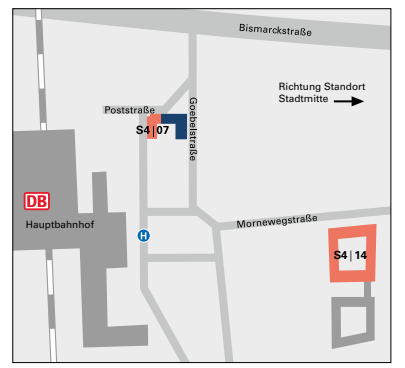 Bismarckstraße
Richtung Standort
Stadtmitte
Poststraße
S4|07
Goebelstraße
DB
Hauptbahnhof
Mornewegstraße
H
S4 | 14